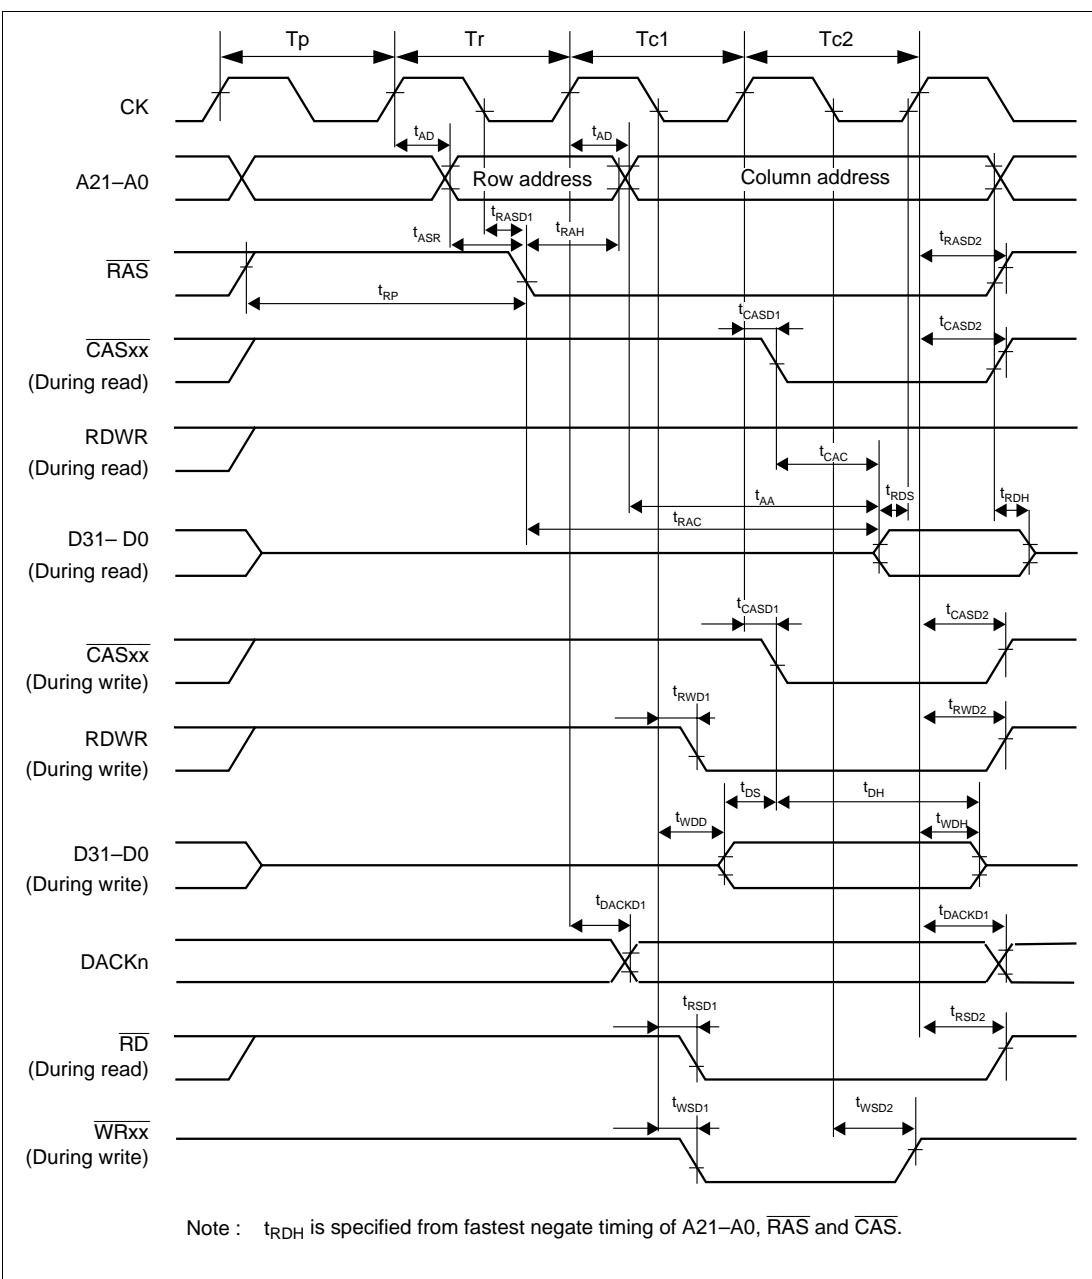 Tp Tr Tc1 Tc2
CK
tAD tAD
A21–A0 Row address Column address
tRASD1
tASR tRAH tRASD2
RAS
tRP
tCASD1 tCASD2
CASxx
(During read)
RDWR
(During read)
tCAC
tAA tRDS tRDH
tRAC
D31– D0
(During read)
tCASD1 tCASD2
CASxx
(During write)
tRWD1 tRWD2
RDWR
(During write)
tDS tDH
tWDD tWDH
D31–D0
(During write)
tDACKD1 tDACKD1
DACKn
tRSD1 tRSD2
RD
(During read)
tWSD1 tWSD2
WRxx
(During write)
Note : tRDH is specified from fastest negate timing of A21–A0, RAS and CAS.